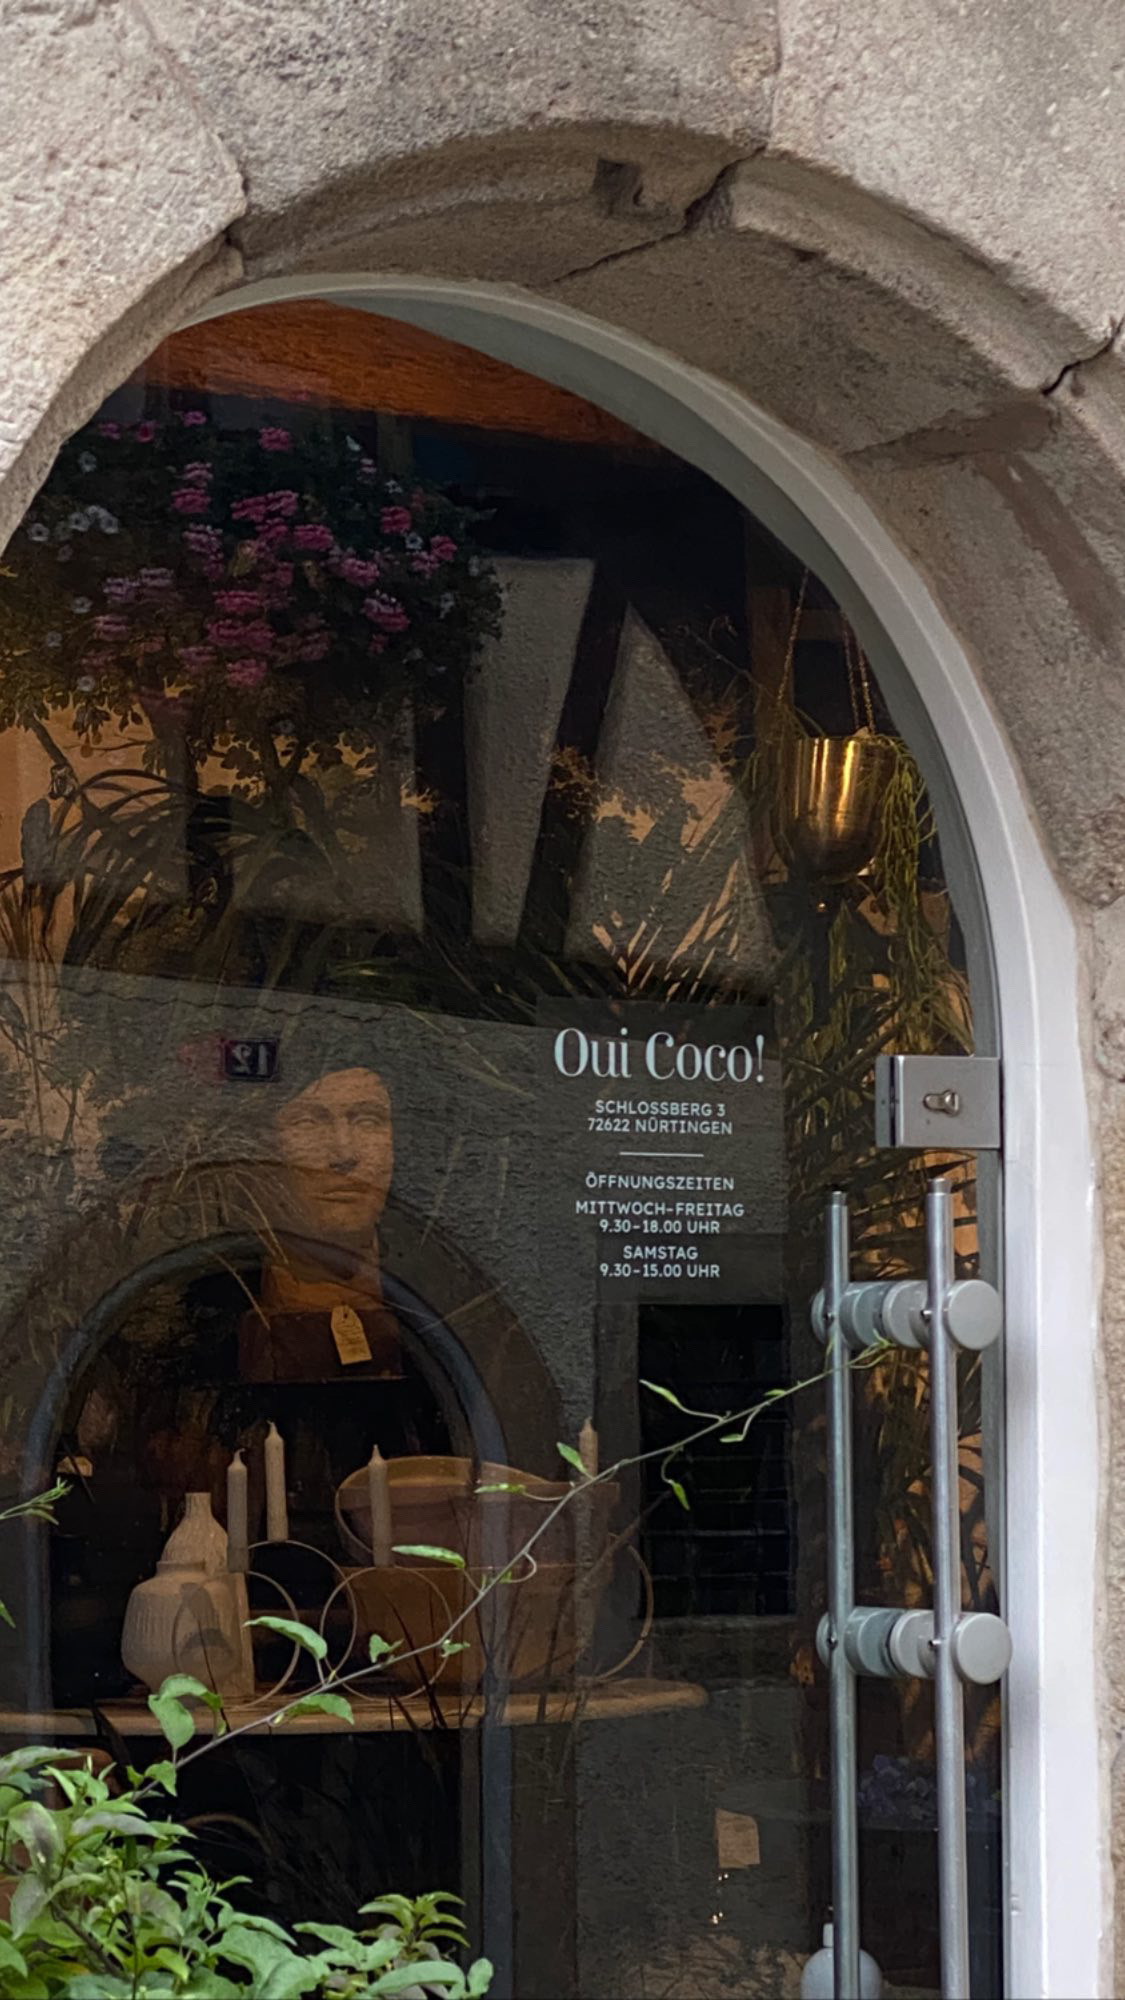 Oui Coco!
SCHLOSSBERG 3
72622 NÜRTINGEN
ÖFFNUNGSZEITEN
MITTWOCH-FREITAG
9.30-18.00 UHR
SAMSTAG
9.30-15.00 UHR
12